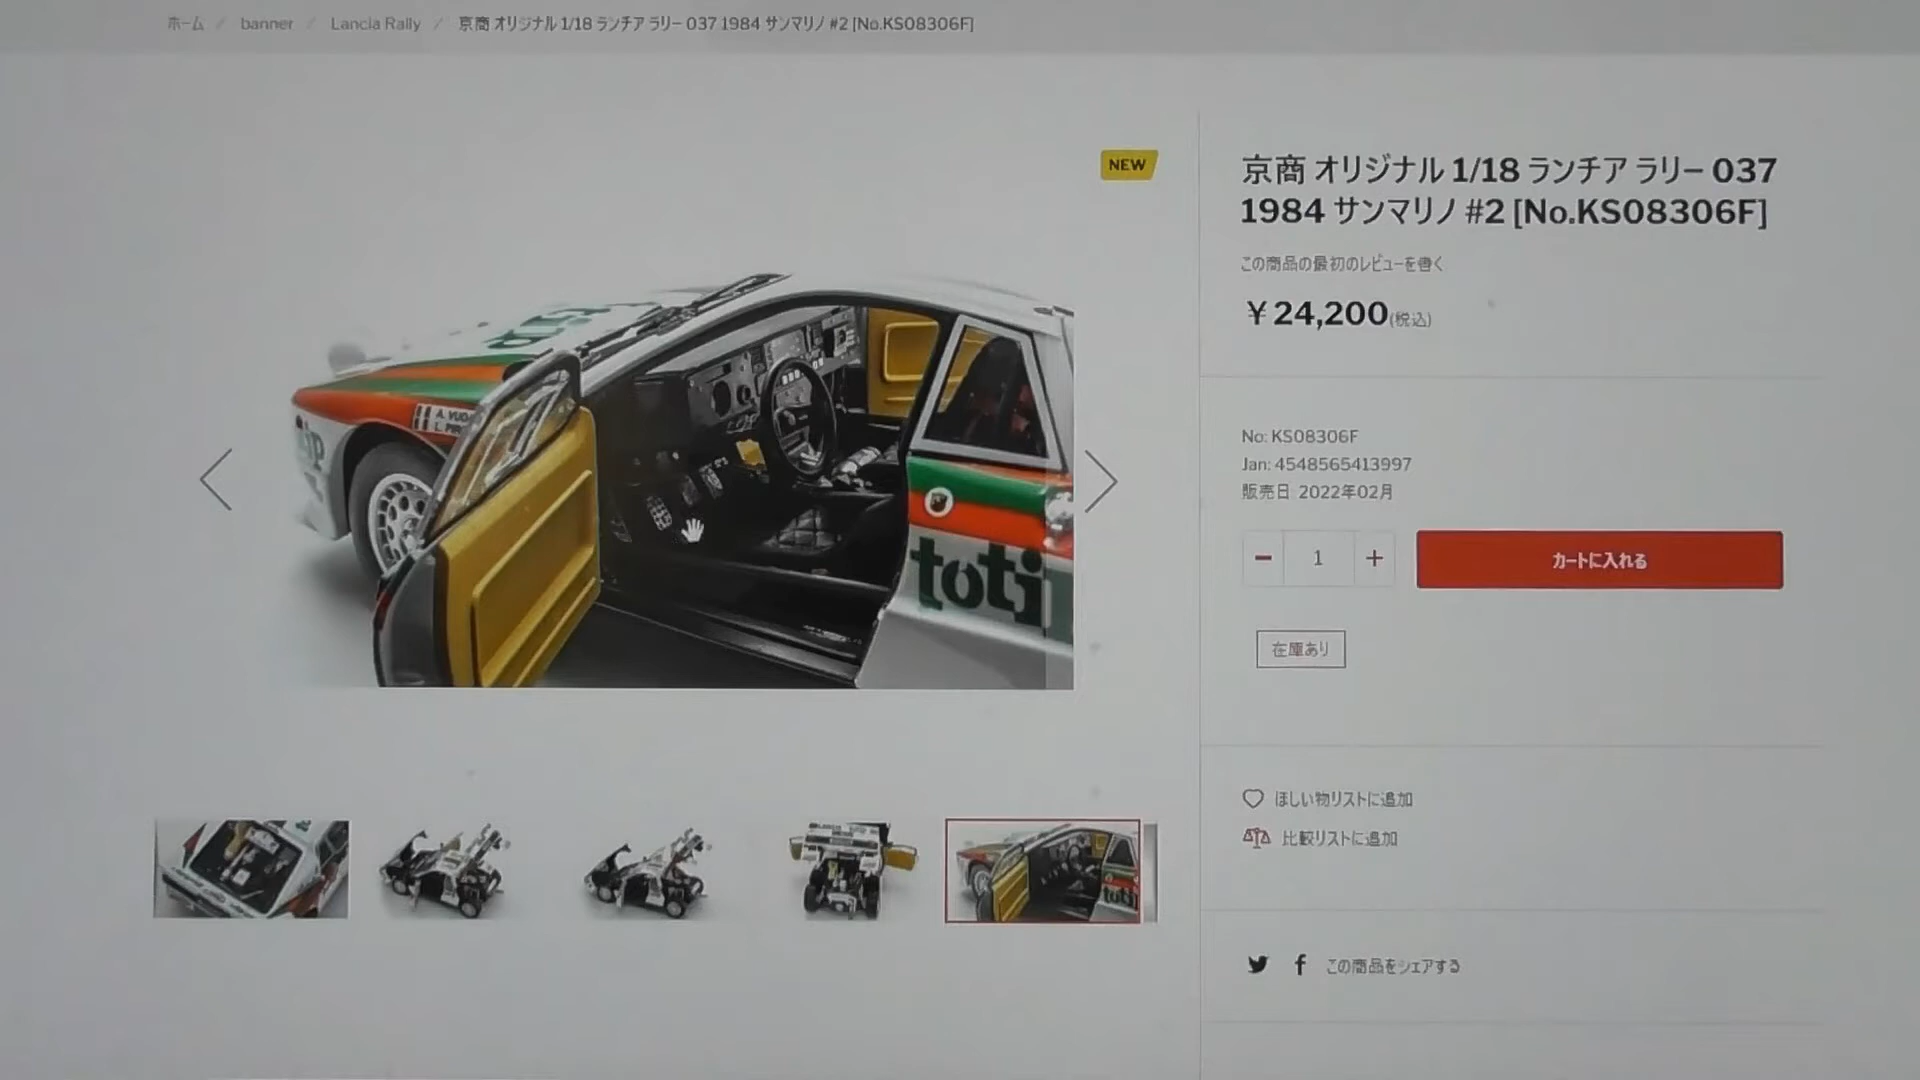 ホーム / banner / Lancia Rally / 京商 オリジナル 1/18 ランチア ラリー 037 1984 サンマリノ #2 [No.KS08306F]
NEW
京商 オリジナル 1/18 ランチア ラリー 037
1984 サンマリノ #2 [No.KS08306F]
この商品の最初のレビューを書く
¥24,200(税込)
No: KS08306F
Jan: 4548565413997
販売日: 2022年02月
- 1 +
カートに入れる
在庫あり
ほしい物リストに追加
比較リストに追加
この商品をシェアする
toti